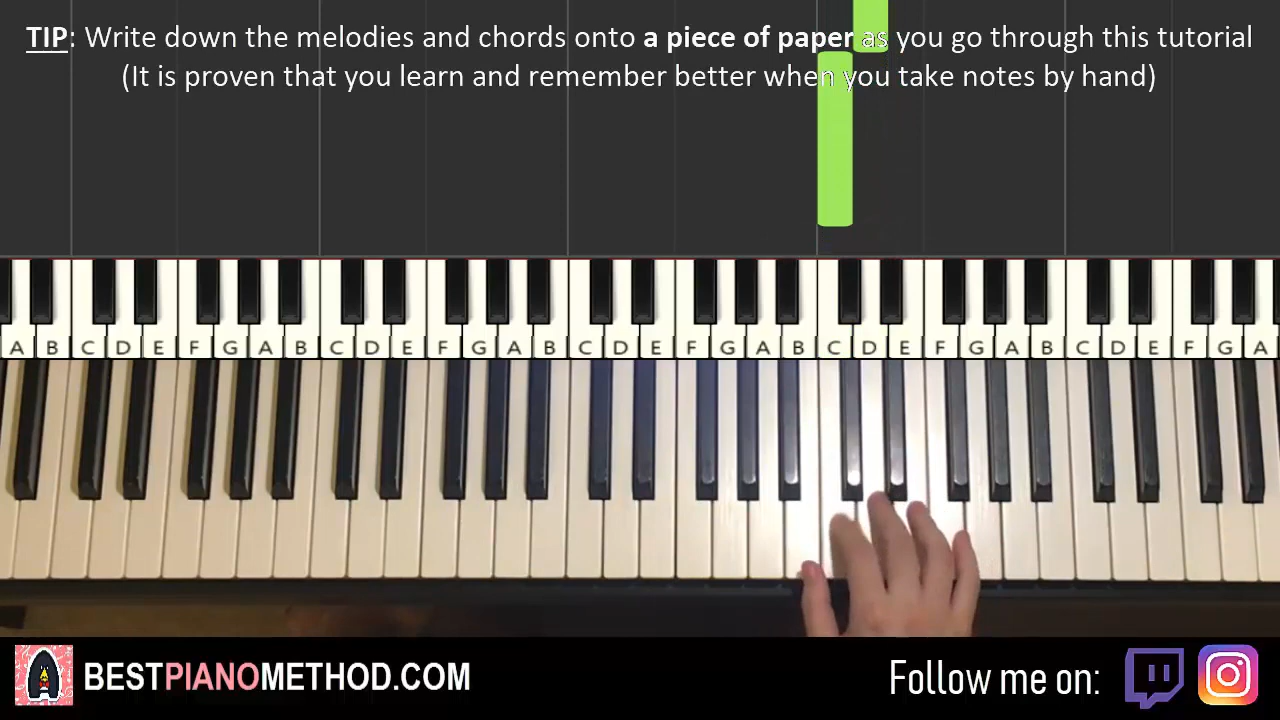 TIP: Write down the melodies and chords onto a piece of paper as you go through this tutorial
(It is proven that you learn and remember better when you take notes by hand)
A B C D E F G A B C D E F G A B C D E F G A B C D E F G A B C D E F G A
BESTPIANOMETHOD.COM
Follow me on: